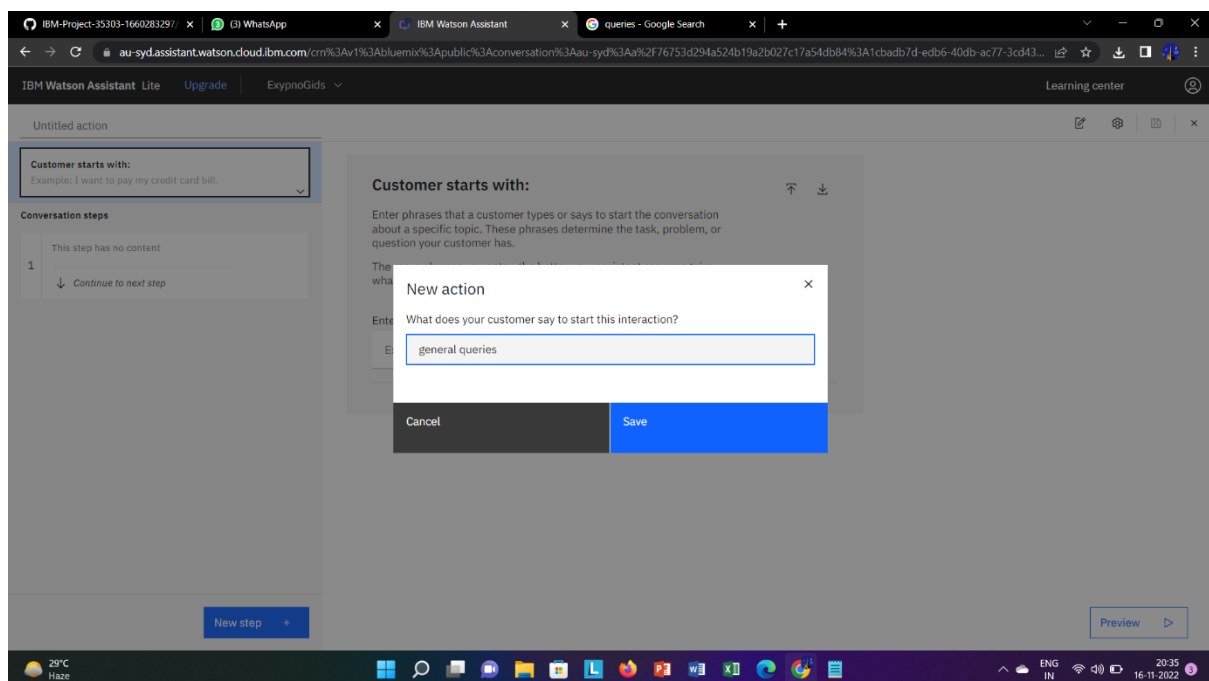 IBM-Project-35303-1660283297/
(3) WhatsApp
IBM Watson Assistant
queries - Google Search
au-syd.assistant.watson.cloud.ibm.com/crn%3Av1%3Abluemix%3Apublic%3Aconversation%3Aau-syd%3Aa%2F76753d294a524b19a2b027c17a54db84%3A1cbadb7d-edb6-40db-ac77-3cd43...
IBM Watson Assistant Lite Upgrade ExypnoGids Learning center
Untitled action
Customer starts with:
Example: I want to pay my credit card bill.
Conversation steps
1
This step has no content
Continue to next step
New step +
Customer starts with:
Enter phrases that a customer types or says to start the conversation
about a specific topic. These phrases determine the task, problem, or
question your customer has.
The
wha
Ente
New action
What does your customer say to start this interaction?
general queries
Cancel
Save
Preview
29°C
Haze
ENG
IN
20:35
16-11-2022
3